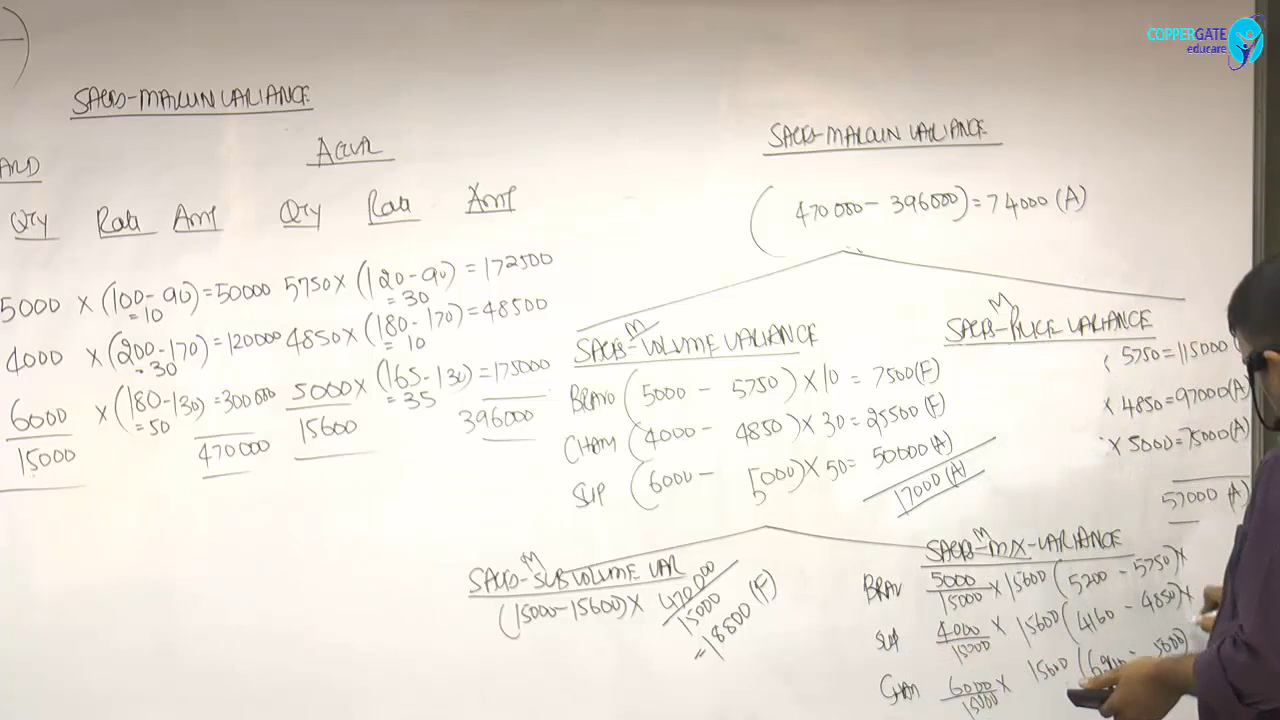 COPPERGATE
educare
SALES-MARGIN VARIANCE
ARD
ACTUAL
Qty Rate Amt Qty Rate Amt
5000 × (100-90) = 50000 5750 × (120-90) = 172500
=10 =30
4000 × (200-170) = 120000 4850 × (180-170) = 48500
=30 =10
6000 × (180-130) = 300000 5000 × (165-130) = 175000
=50 =35
15000 470000 15600 396000
SALES-MARGIN VARIANCE
(470000 - 396000) = 74000 (A)
SALES-M VOLUME VARIANCE
BRAVO (5000 - 5750) × 10 = 7500 (F)
CHAM (4000 - 4850) × 30 = 25500 (F)
SUP (6000 - 5000) × 50 = 50000 (A)
17000 (A)
SALES-M PRICE VARIANCE
5750 = 115000
× 4850 = 97000 (A)
× 5000 = 75000 (A)
57000 (A)
SALES-M SUB VOLUME VAR
(15000 - 15600) × 470000
15000
= 18800 (F)
SALES-M MIX-VARIANCE
BRAV 5000/15000 × 15600 (5200 - 5750) ×
SUP 4000/15000 × 15600 (4160 - 4850) ×
CHAM 6000/15000 × 15600